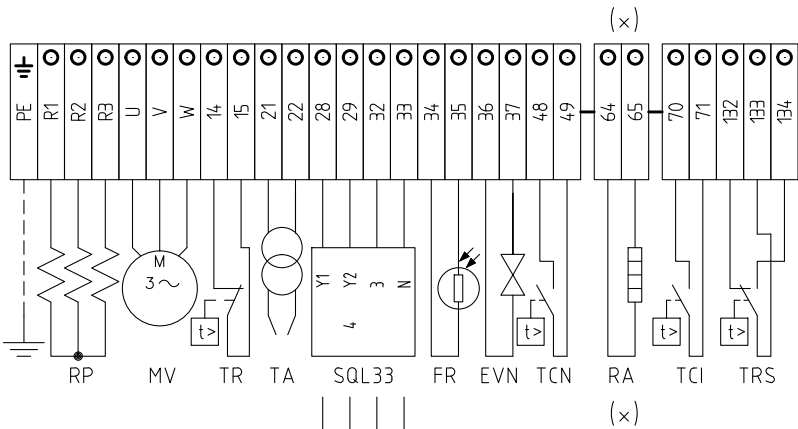 (x)
PE R1 R2 R3 U V W 14 15 21 22 28 29 32 33 34 35 36 37 48 49 64 65 70 71 132 133 134
M
3~
Y1 Y2 3 N
4
t> t> t> t>
RP MV TR TA SQL33 FR EVN TCN RA TCI TRS
(x)